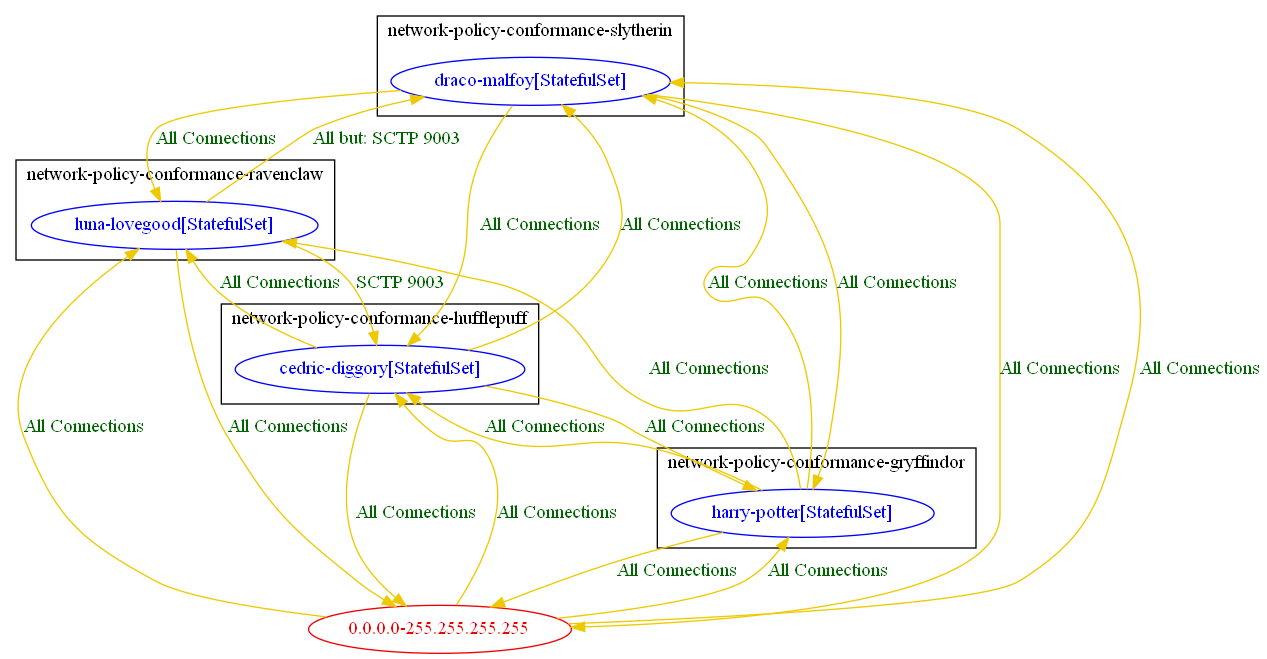 network-policy-conformance-slytherin
draco-malfoy[StatefulSet]
All Connections
All but: SCTP 9003
network-policy-conformance-ravenclaw
luna-lovegood[StatefulSet]
All Connections
All Connections
All Connections
SCTP 9003
All Connections
All Connections
network-policy-conformance-hufflepuff
cedric-diggory[StatefulSet]
All Connections
All Connections
All Connections
All Connections
All Connections
All Connections
All Connections
network-policy-conformance-gryffindor
harry-potter[StatefulSet]
All Connections
All Connections
All Connections
All Connections
0.0.0.0-255.255.255.255